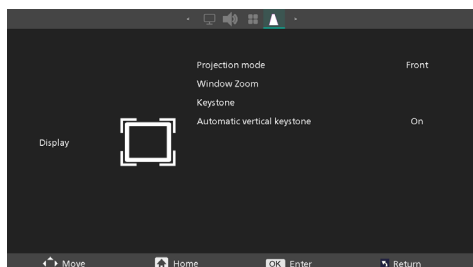 Projection mode Front
Window Zoom
Keystone
Automatic vertical keystone On
Display
Move Home OK Enter Return